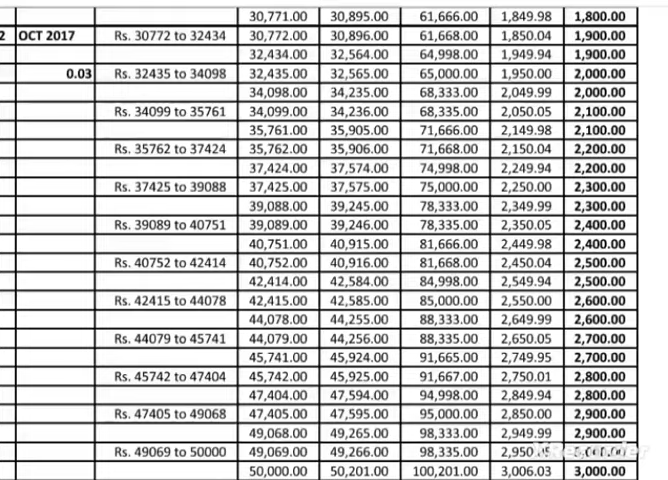 30,771.00 30,895.00 61,666.00 1,849.98 1,800.00
2 OCT 2017 Rs. 30772 to 32434 30,772.00 30,896.00 61,668.00 1,850.04 1,900.00
32,434.00 32,564.00 64,998.00 1,949.94 1,900.00
0.03 Rs. 32435 to 34098 32,435.00 32,565.00 65,000.00 1,950.00 2,000.00
34,098.00 34,235.00 68,333.00 2,049.99 2,000.00
Rs. 34099 to 35761 34,099.00 34,236.00 68,335.00 2,050.05 2,100.00
35,761.00 35,905.00 71,666.00 2,149.98 2,100.00
Rs. 35762 to 37424 35,762.00 35,906.00 71,668.00 2,150.04 2,200.00
37,424.00 37,574.00 74,998.00 2,249.94 2,200.00
Rs. 37425 to 39088 37,425.00 37,575.00 75,000.00 2,250.00 2,300.00
39,088.00 39,245.00 78,333.00 2,349.99 2,300.00
Rs. 39089 to 40751 39,089.00 39,246.00 78,335.00 2,350.05 2,400.00
40,751.00 40,915.00 81,666.00 2,449.98 2,400.00
Rs. 40752 to 42414 40,752.00 40,916.00 81,668.00 2,450.04 2,500.00
42,414.00 42,584.00 84,998.00 2,549.94 2,500.00
Rs. 42415 to 44078 42,415.00 42,585.00 85,000.00 2,550.00 2,600.00
44,078.00 44,255.00 88,333.00 2,649.99 2,600.00
Rs. 44079 to 45741 44,079.00 44,256.00 88,335.00 2,650.05 2,700.00
45,741.00 45,924.00 91,665.00 2,749.95 2,700.00
Rs. 45742 to 47404 45,742.00 45,925.00 91,667.00 2,750.01 2,800.00
47,404.00 47,594.00 94,998.00 2,849.94 2,800.00
Rs. 47405 to 49068 47,405.00 47,595.00 95,000.00 2,850.00 2,900.00
49,068.00 49,265.00 98,333.00 2,949.99 2,900.00
Rs. 49069 to 50000 49,069.00 49,266.00 98,335.00
XRecorder
50,000.00 50,201.00 100,201.00 3,006.03 3,000.00